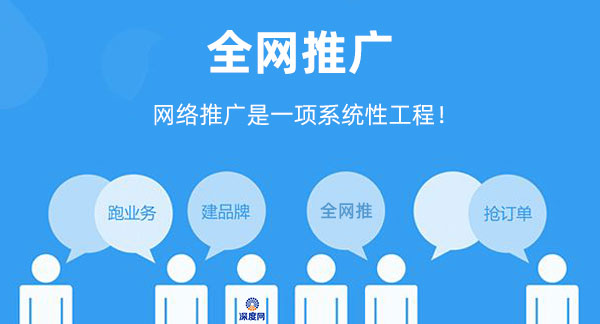 全网推广
网络推广是一项系统性工程！
跑业务
建品牌
全网推
抢订单
深度网